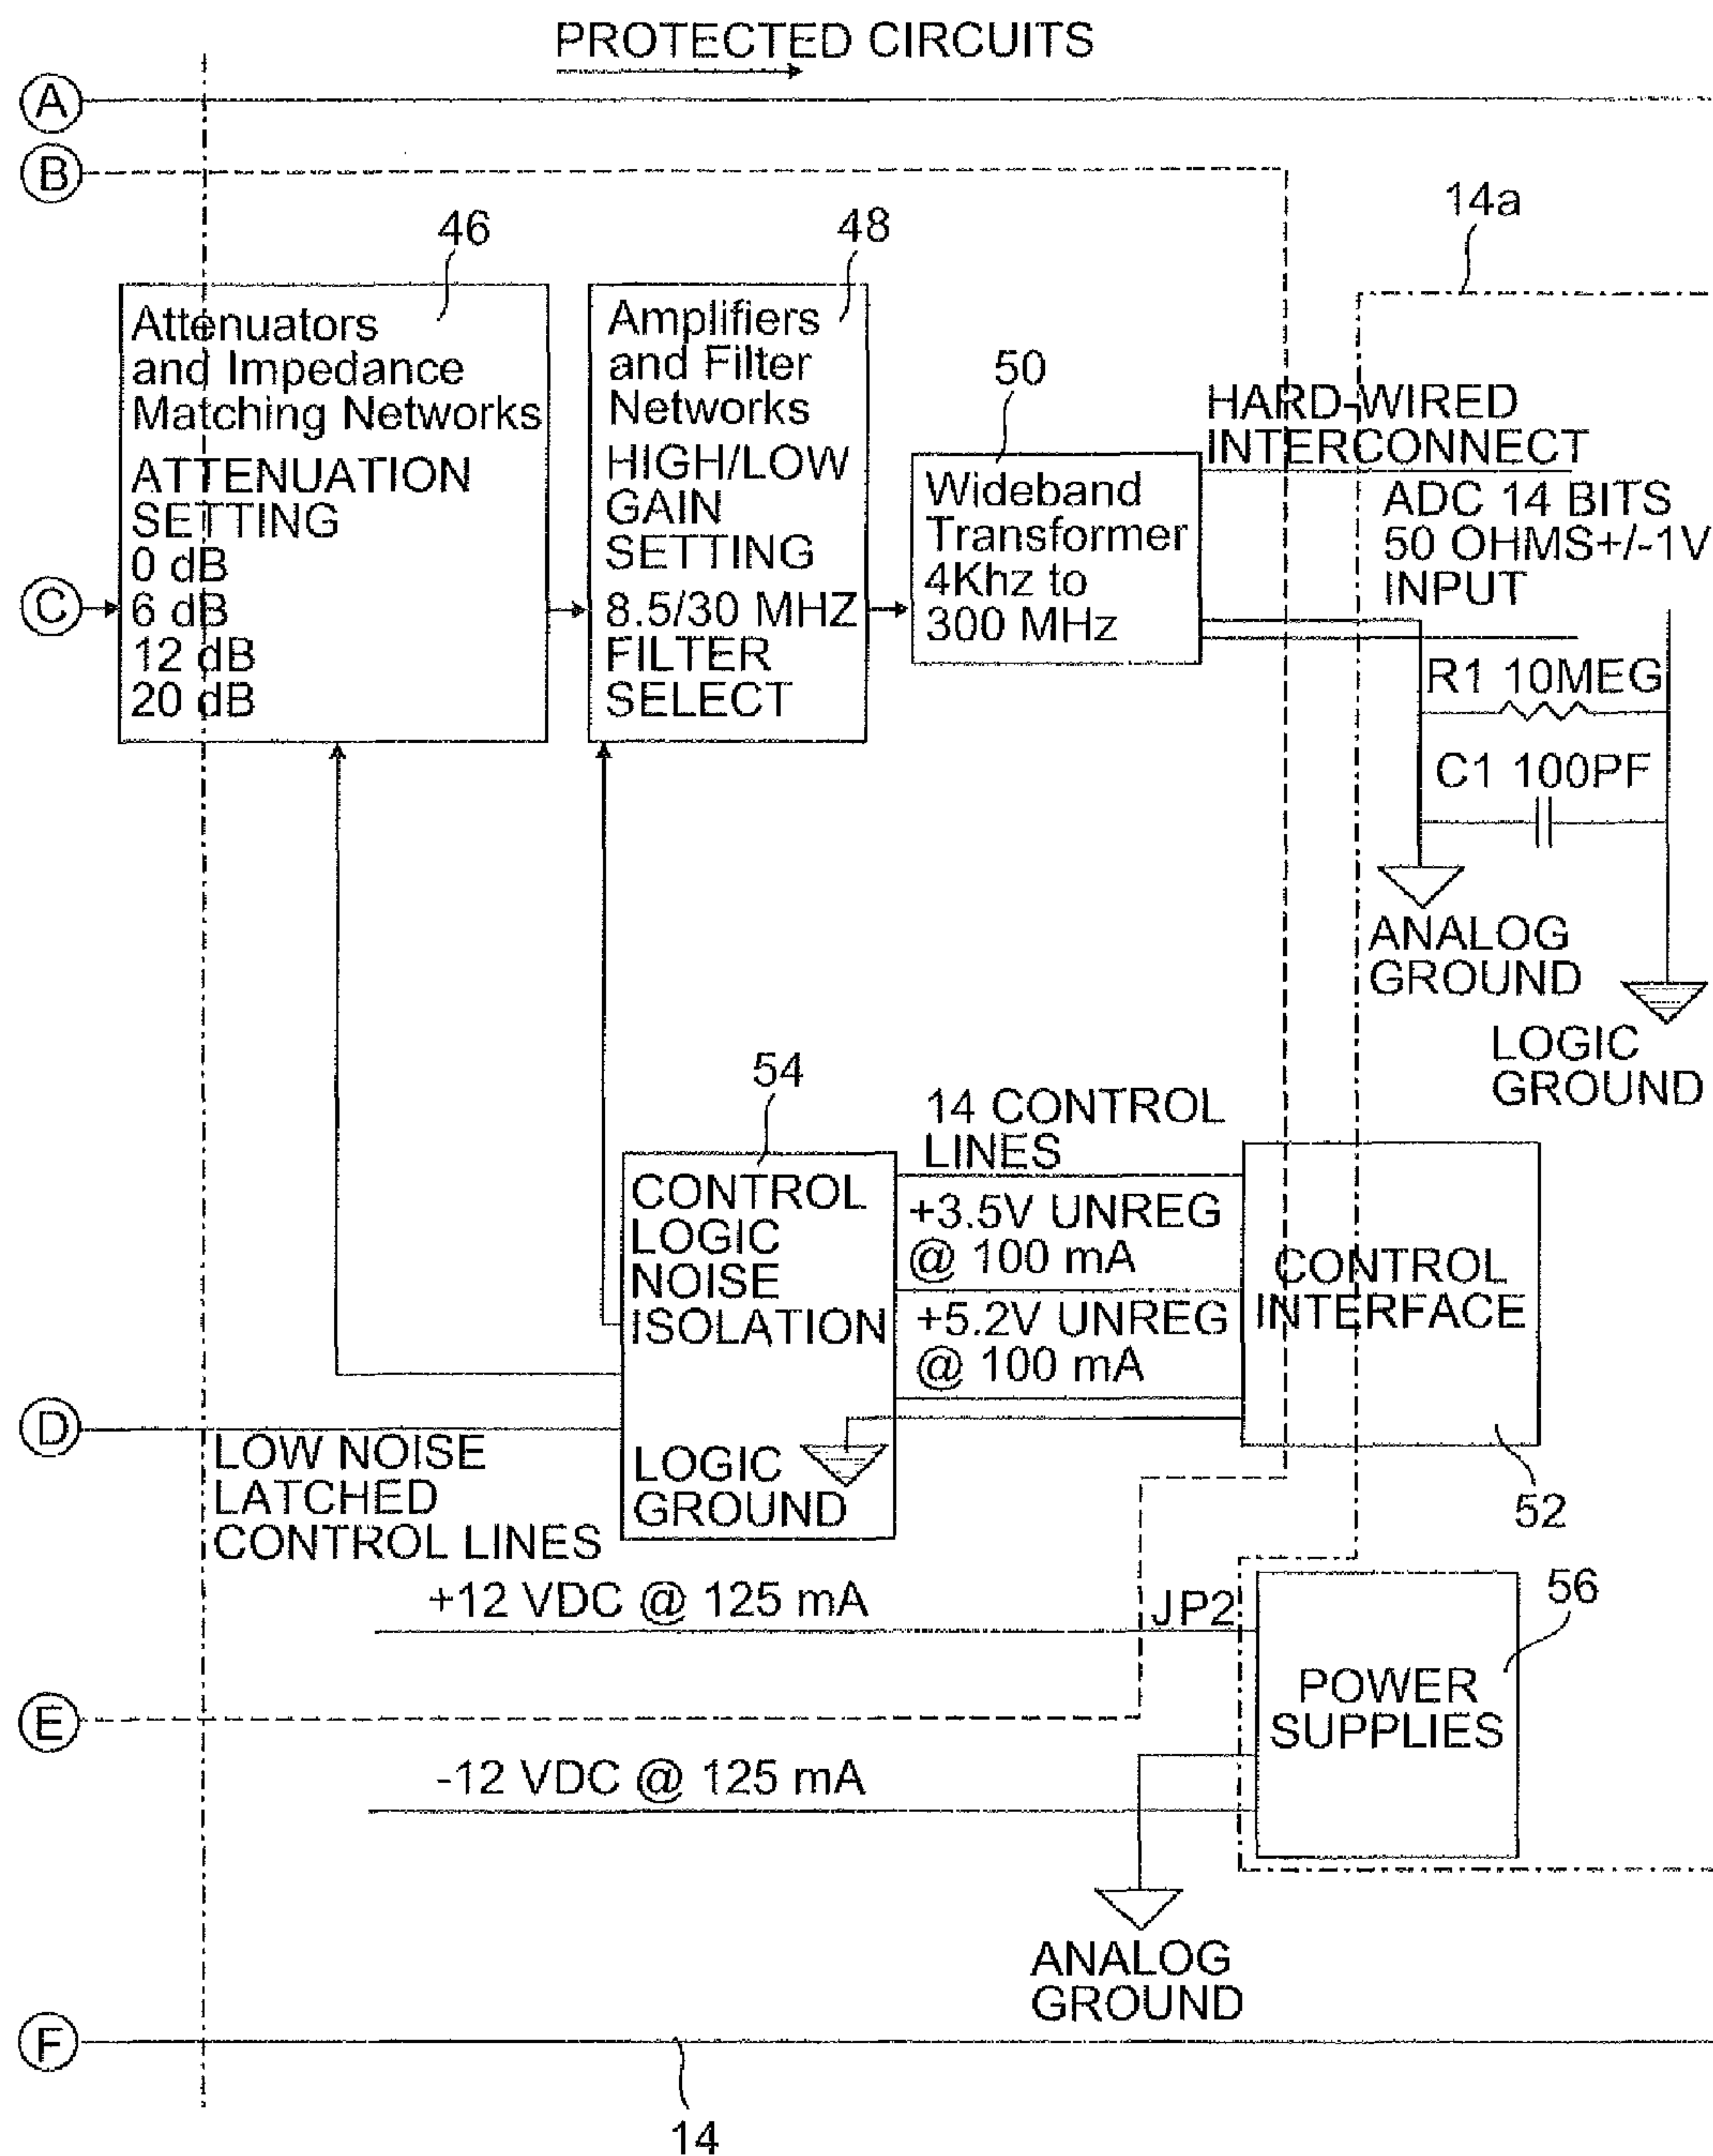 PROTECTED CIRCUITS
A
B
14a
46
48
Attenuators
and Impedance
Matching Networks
ATTENUATION
SETTING
0 dB
6 dB
12 dB
20 dB
Amplifiers
and Filter
Networks
HIGH/LOW
GAIN
SETTING
8.5/30 MHZ
FILTER
SELECT
50
Wideband
Transformer
4Khz to
300 MHz
HARD-WIRED
INTERCONNECT
ADC 14 BITS
50 OHMS+/-1V
INPUT
C
R1 10MEG
C1 100PF
ANALOG
GROUND
LOGIC
GROUND
54
14 CONTROL
LINES
CONTROL
LOGIC
NOISE
ISOLATION
+3.5V UNREG
@ 100 mA
+5.2V UNREG
@ 100 mA
CONTROL
INTERFACE
D
LOW NOISE
LATCHED
CONTROL LINES
LOGIC
GROUND
52
+12 VDC @ 125 mA
JP2
56
POWER
SUPPLIES
E
-12 VDC @ 125 mA
ANALOG
GROUND
F
14